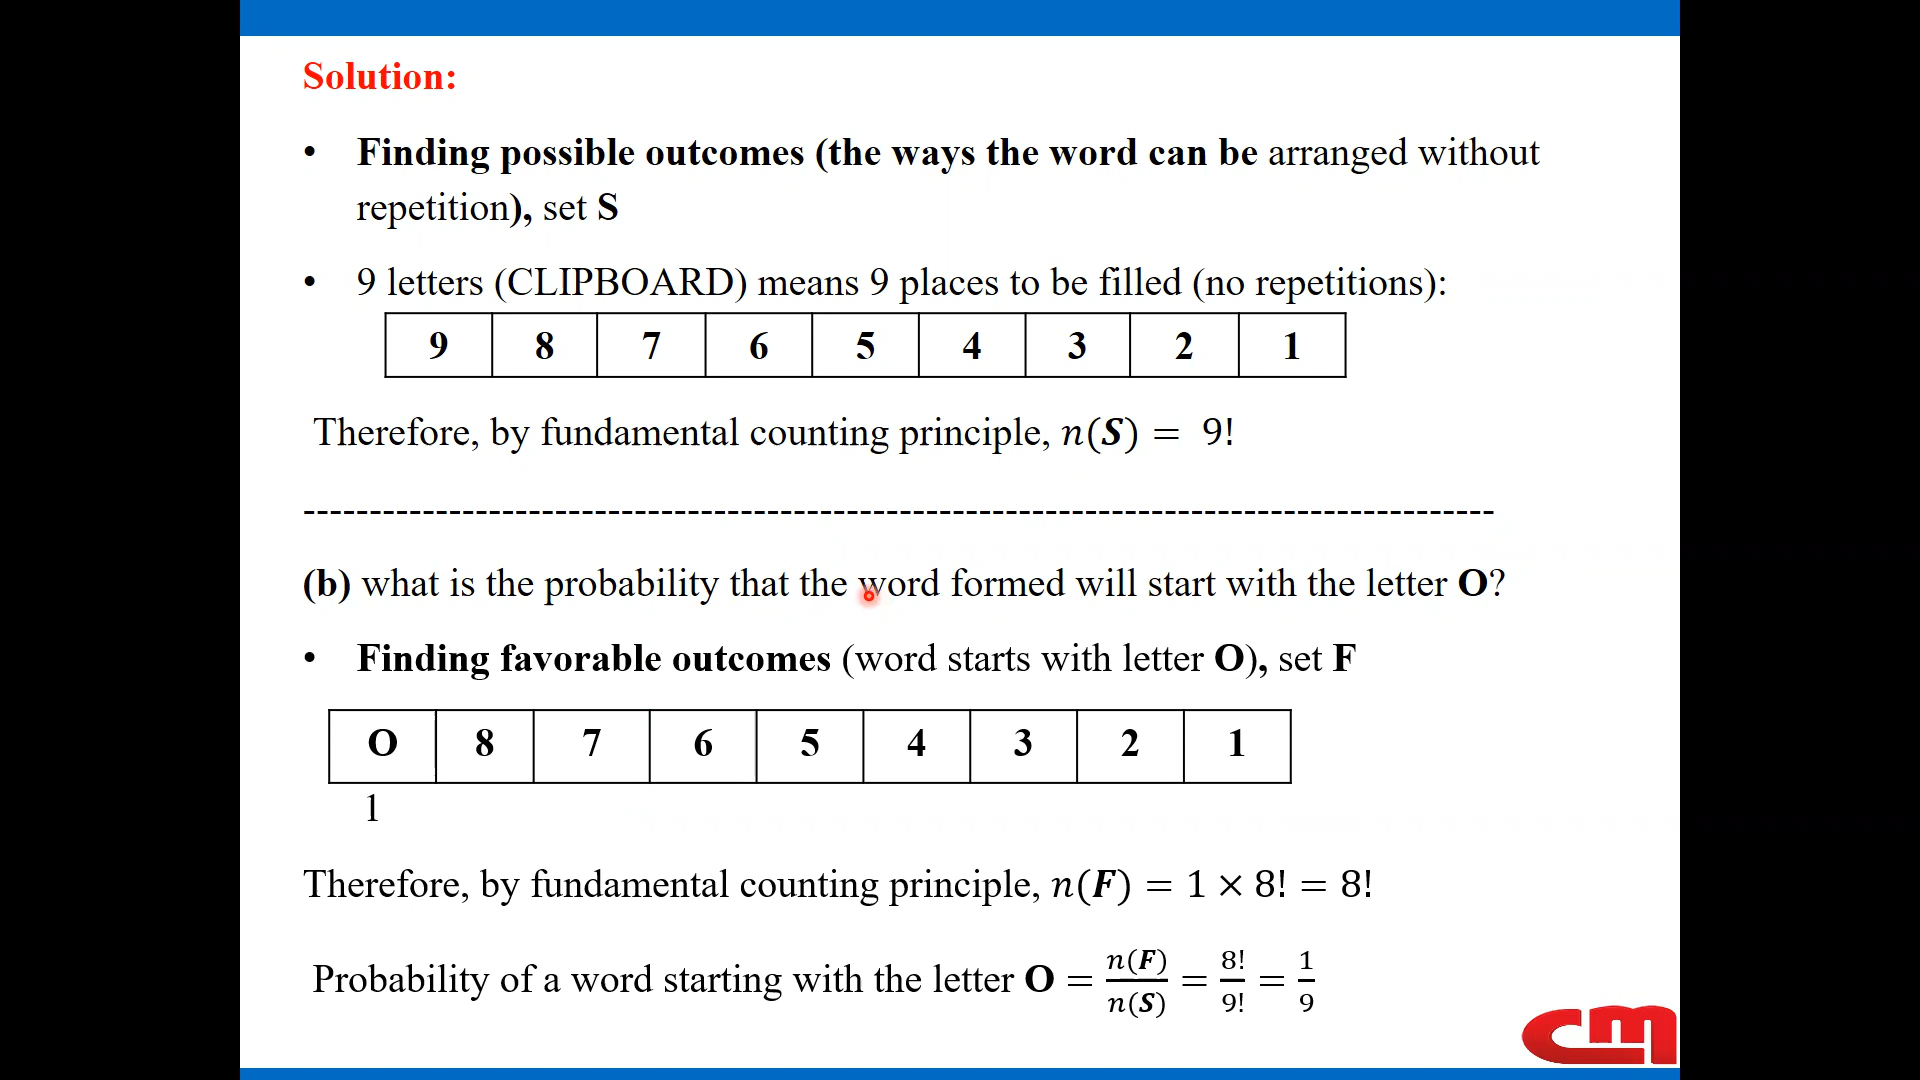 Solution:
• Finding possible outcomes (the ways the word can be arranged without
repetition), set S
• 9 letters (CLIPBOARD) means 9 places to be filled (no repetitions):
9 8 7 6 5 4 3 2 1
Therefore, by fundamental counting principle, n(S) = 9!
-----------------------------------------------------------------------------------------
(b) what is the probability that the word formed will start with the letter O?
• Finding favorable outcomes (word starts with letter O), set F
O 8 7 6 5 4 3 2 1
1
Therefore, by fundamental counting principle, n(F) = 1 × 8! = 8!
Probability of a word starting with the letter O = n(F)/n(S) = 8!/9! = 1/9
cm